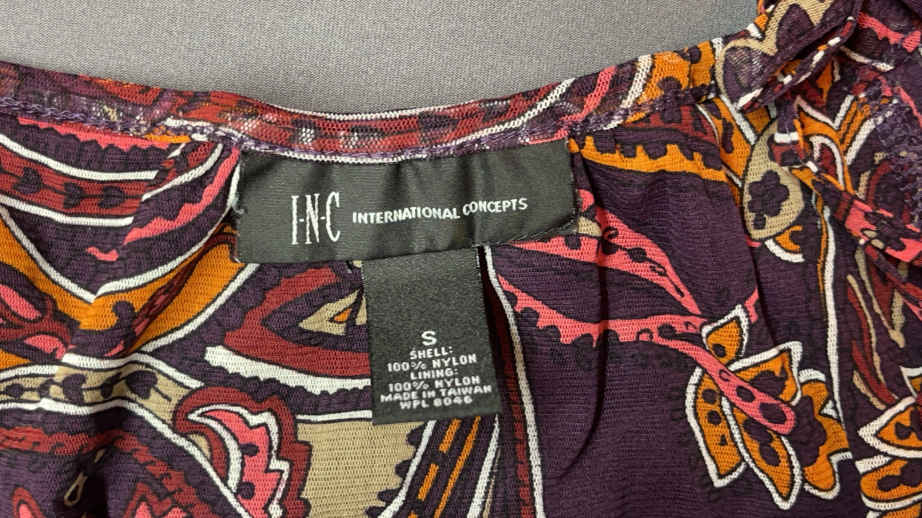 I·N·C INTERNATIONAL CONCEPTS
S
SHELL:
100% NYLON
LINING:
100% NYLON
MADE IN TAIWAN
WPL 8046